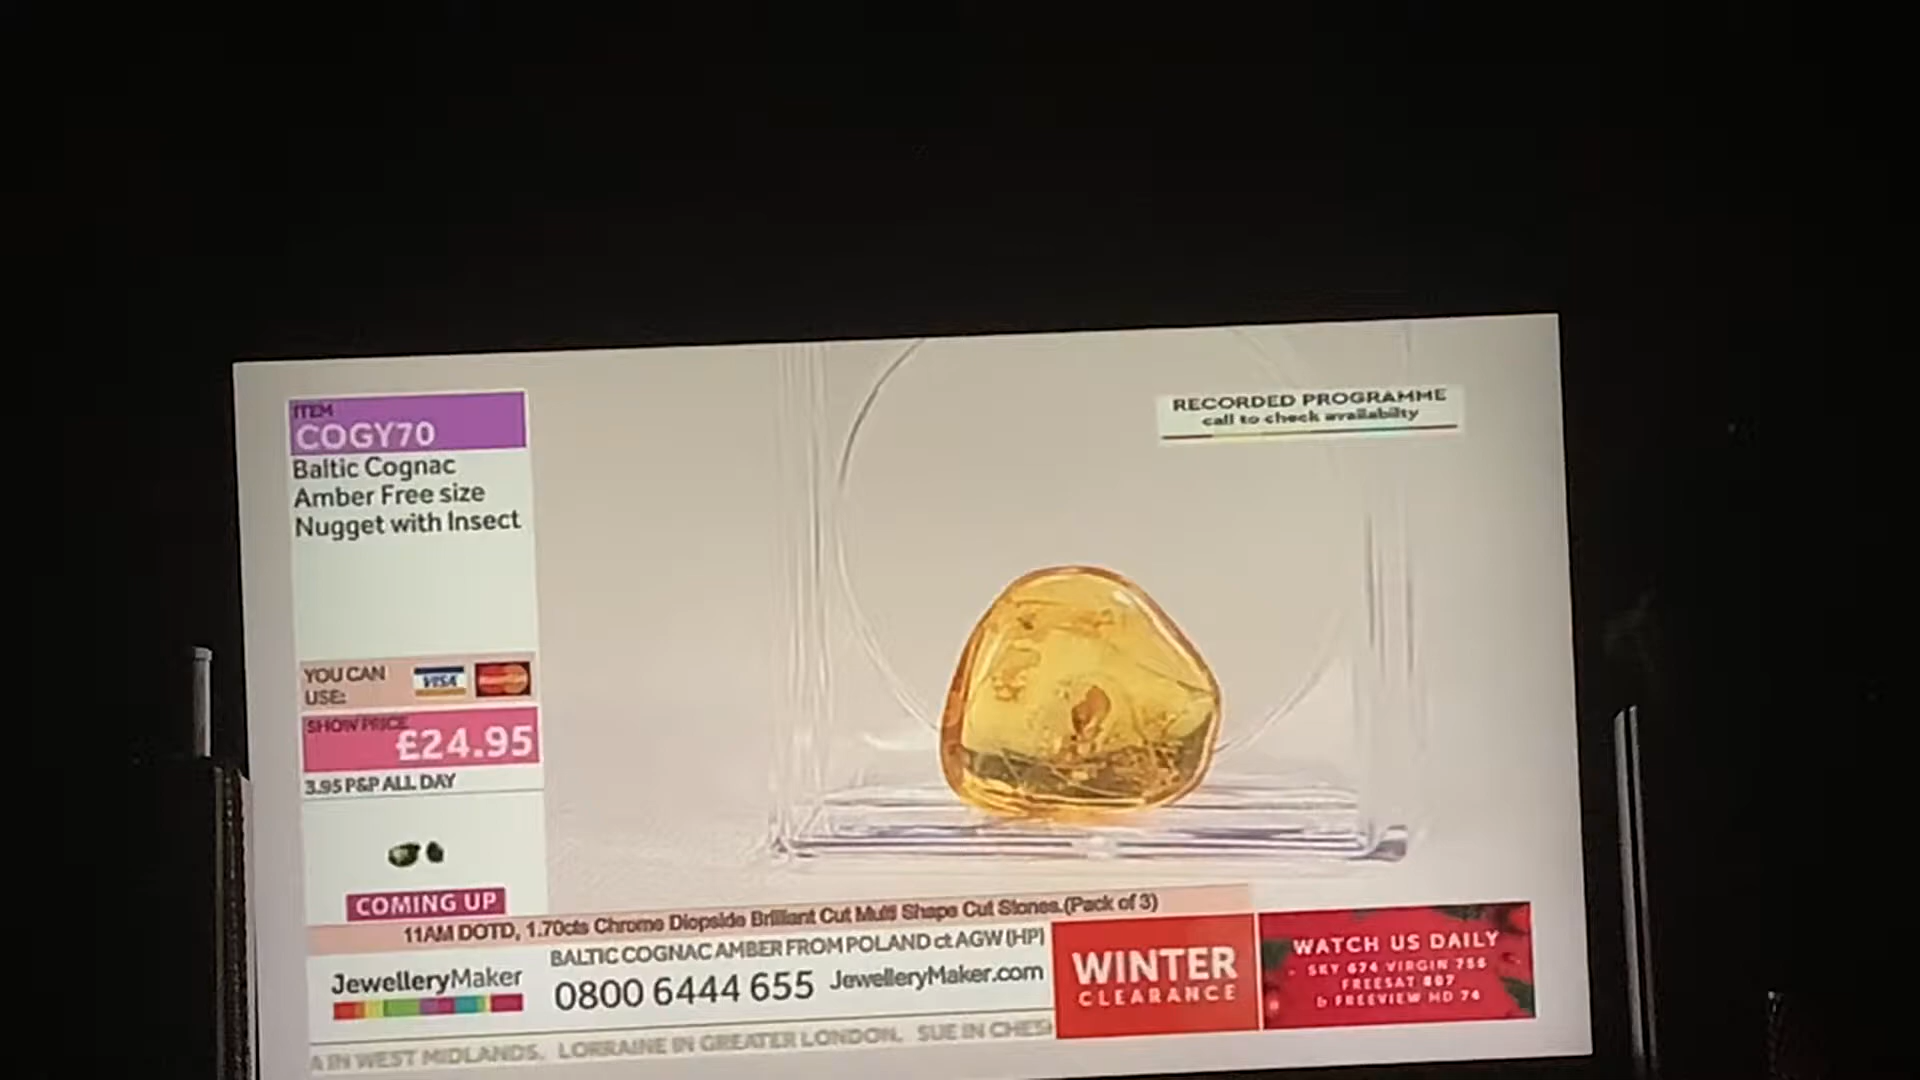 ITEM
COGY70
Baltic Cognac
Amber Free size
Nugget with Insect
RECORDED PROGRAMME
call to check availabilty
YOU CAN
USE:
VISA
SHOW PRICE
£24.95
3.95 P&P ALL DAY
COMING UP
11AM DOTD, 1.70cts Chrome Diopside Brilliant Cut Multi Shape Cut Stones.(Pack of 3)
BALTIC COGNAC AMBER FROM POLAND ct AGW (HP)
JewelleryMaker
0800 6444 655 JewelleryMaker.com
WINTER
CLEARANCE
WATCH US DAILY
SKY 674 VIRGIN 756
FREESAT 807
& FREEVIEW HD 74
A IN WEST MIDLANDS. LORRAINE IN GREATER LONDON. SUE IN CHES